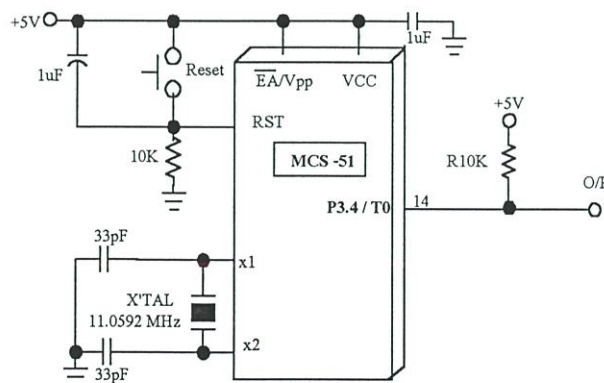 +5V
1uF
1uF
Reset
EA/Vpp
VCC
RST
+5V
10K
MCS -51
R10K
P3.4 / T0
14
O/P
33pF
x1
X'TAL
11.0592 MHz
x2
33pF